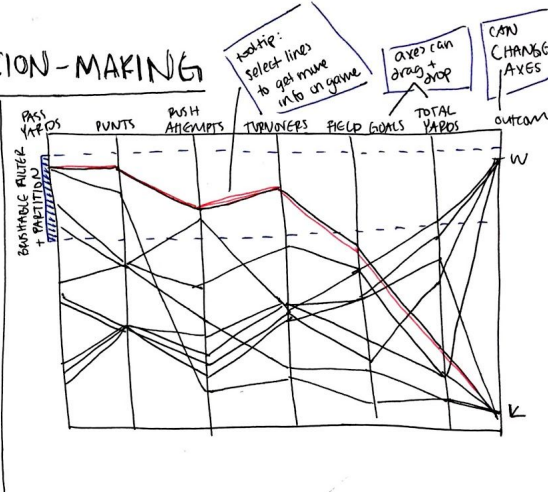 ION-MAKING
tooltip:
select lines
to get more
info on game
axes can
drag +
drop
CAN
CHANGE
AXES
PASS
YARDS
PUNTS
RUSH
ATTEMPTS
TURNOVERS
FIELD GOALS
TOTAL
YARDS
outcom
BRUSHABLE FILTER
+ PARTITION
W
L